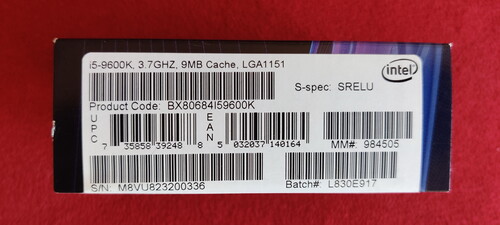 i5-9600K, 3.7GHZ, 9MB Cache, LGA1151
intel
S-spec: SRELU
Product Code: BX80684I59600K
UPC
EAN
7 35858 39248 8
5 032037 140164
MM#: 984505
S/N: M8VU823200336
Batch#: L830E917